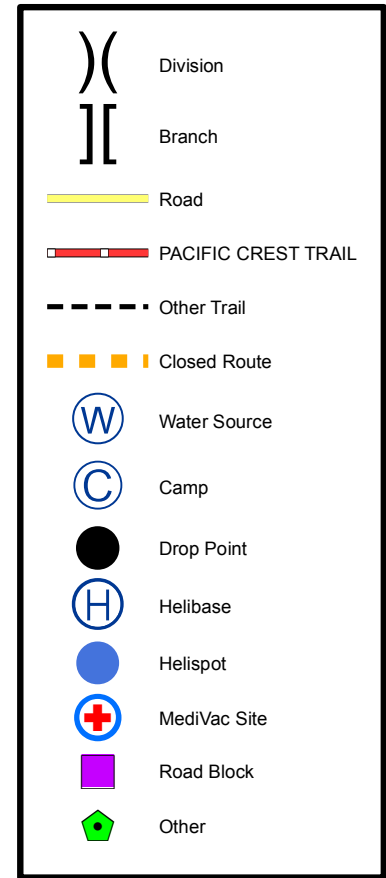 )( Division
][ Branch
Road
PACIFIC CREST TRAIL
Other Trail
Closed Route
W Water Source
C Camp
Drop Point
H Helibase
Helispot
MediVac Site
Road Block
Other